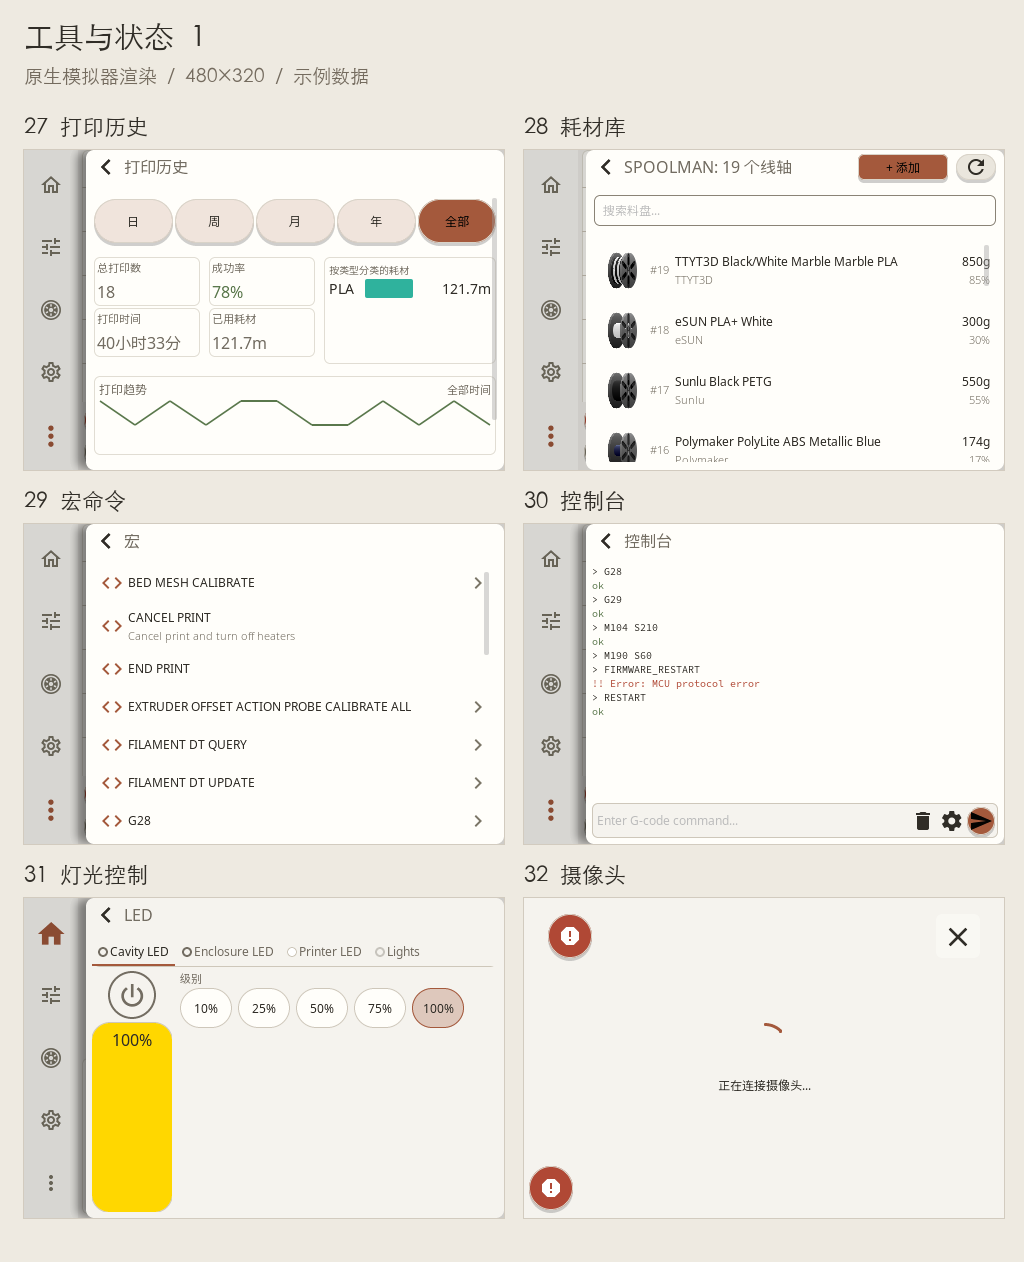 工具与状态 1
原生模拟器渲染 / 480×320 / 示例数据
27 打印历史
打印历史
日 周 月 年 全部
总打印数
18
成功率
78%
按类型分类的耗材
PLA 121.7m
打印时间
40小时33分
已用耗材
121.7m
打印趋势 全部时间
28 耗材库
SPOOLMAN: 19 个线轴 + 添加
搜索料盘...
#19 TTYT3D Black/White Marble Marble PLA 850g
TTYT3D 85%
#18 eSUN PLA+ White 300g
eSUN 30%
#17 Sunlu Black PETG 550g
Sunlu 55%
#16 Polymaker PolyLite ABS Metallic Blue 174g
Polymaker 17%
29 宏命令
宏
BED MESH CALIBRATE
CANCEL PRINT
Cancel print and turn off heaters
END PRINT
EXTRUDER OFFSET ACTION PROBE CALIBRATE ALL
FILAMENT DT QUERY
FILAMENT DT UPDATE
G28
30 控制台
控制台
> G28
ok
> G29
ok
> M104 S210
ok
> M190 S60
> FIRMWARE_RESTART
!! Error: MCU protocol error
> RESTART
ok
Enter G-code command...
31 灯光控制
LED
Cavity LED Enclosure LED Printer LED Lights
级别
10% 25% 50% 75% 100%
100%
32 摄像头
正在连接摄像头...